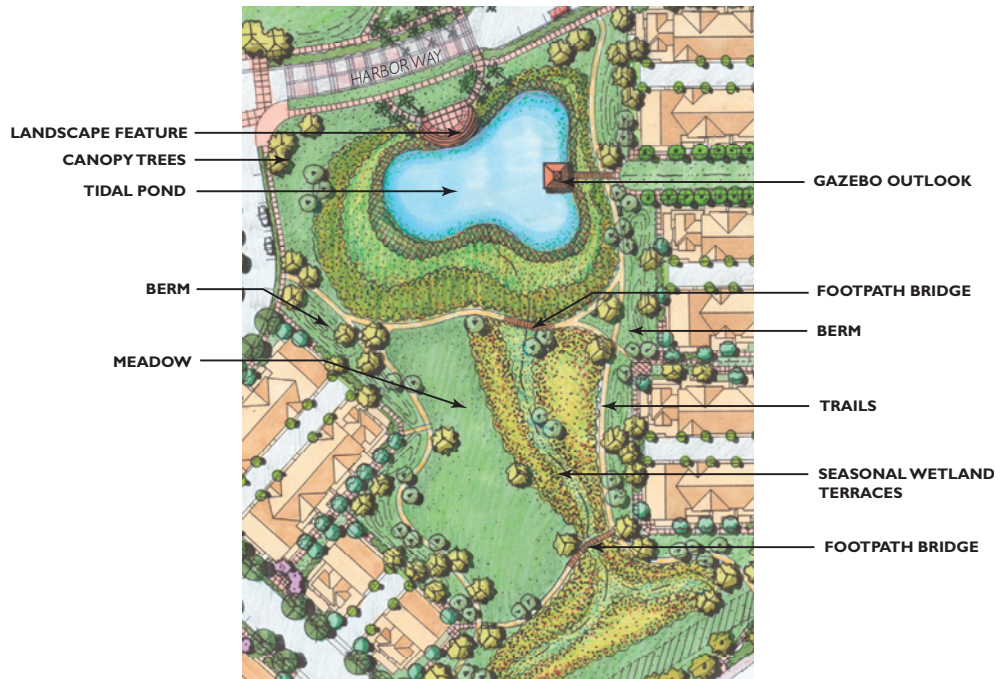 HARBOR WAY
LANDSCAPE FEATURE
CANOPY TREES
TIDAL POND
BERM
MEADOW
GAZEBO OUTLOOK
FOOTPATH BRIDGE
BERM
TRAILS
SEASONAL WETLAND
TERRACES
FOOTPATH BRIDGE